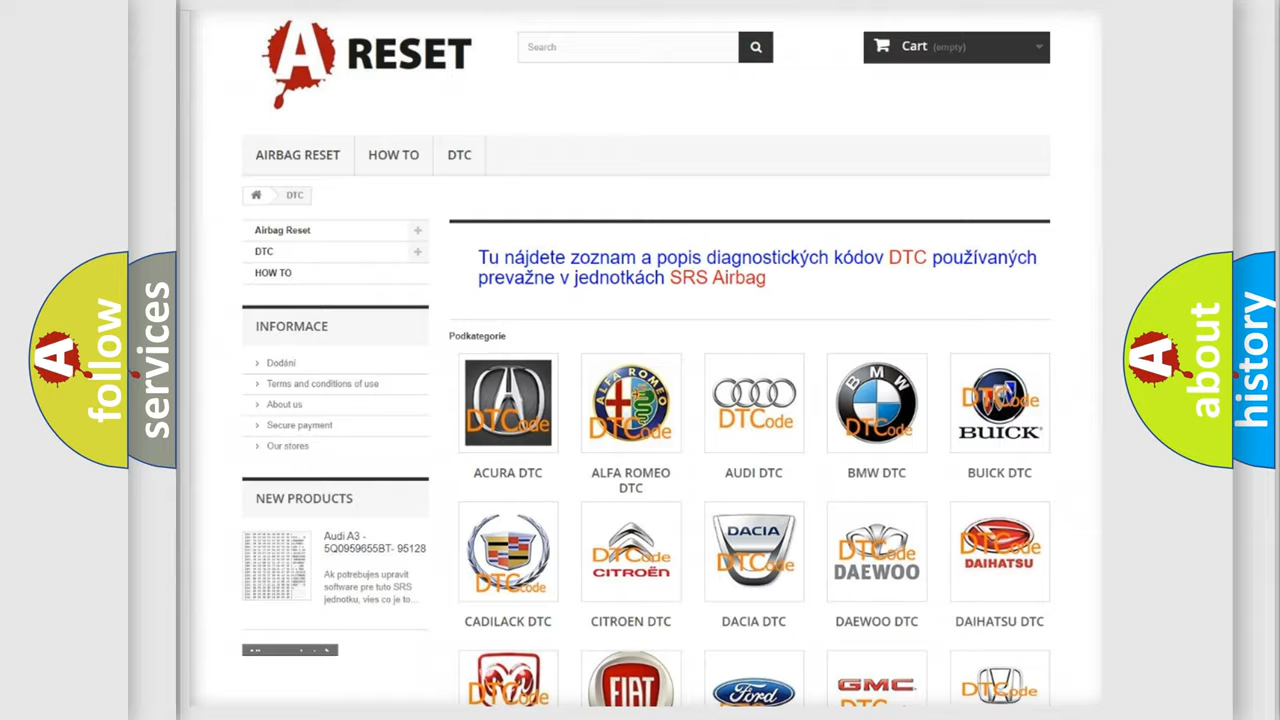 A RESET
Search
Cart (empty)
AIRBAG RESET
HOW TO
DTC
DTC
Airbag Reset
DTC
HOW TO
INFORMACE
Dodání
Terms and conditions of use
About us
Secure payment
Our stores
NEW PRODUCTS
Audi A3 -
5Q0959655BT- 95128
Ak potrebujes upravit
software pre tuto SRS
jednotku, vies co je to...
Tu nájdete zoznam a popis diagnostických kódov DTC používaných
prevažne v jednotkách SRS Airbag
Podkategorie
DTCode
ACURA DTC
ALFA ROMEO
DTCode
ALFA ROMEO
DTC
DTCode
AUDI DTC
BMW
DTCode
BMW DTC
DTCode
BUICK
BUICK DTC
DTCode
CADILACK DTC
DTCode
CITROËN
CITROEN DTC
DACIA
DTCode
DACIA DTC
DTCode
DAEWOO
DAEWOO DTC
DTCode
DAIHATSU
DAIHATSU DTC
DTCode
FIAT
Ford
GMC
DTCode
A follow
services
A about
history